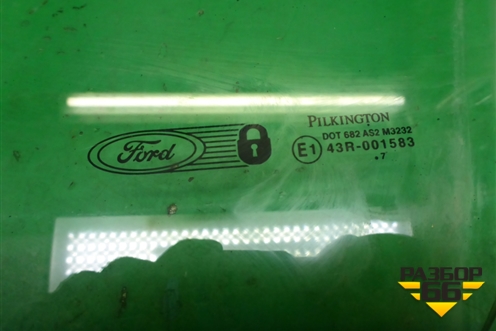 PILKINGTON
DOT 682 AS2 M3232
Ford
E1 43R-001583
.7
РАЗБОР
66